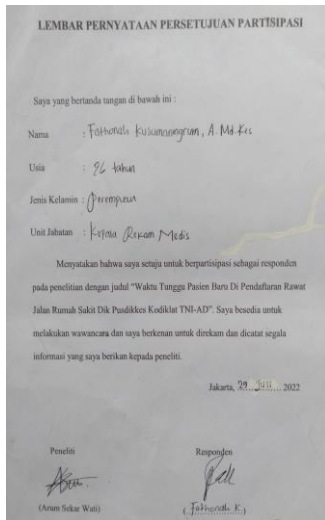 LEMBAR PERNYATAAN PERSETUJUAN PARTISIPASI
Saya yang bertanda tangan di bawah ini :
Nama : Fathonah Kusumaningrum, A.Md.Kes
Usia : 26 tahun
Jenis Kelamin : Perempuan
Unit Jabatan : Kepala Rekam Medis
Menyatakan bahwa saya setuju untuk berpartisipasi sebagai responden
pada penelitian dengan judul “Waktu Tunggu Pasien Baru Di Pendaftaran Rawat
Jalan Rumah Sakit Dik Pusdikkes Kodiklat TNI-AD”. Saya besedia untuk
melakukan wawancara dan saya berkenan untuk direkam dan dicatat segala
informasi yang saya berikan kepada peneliti.
Jakarta, 29 Juli 2022
Peneliti Responden
(Arum Sekar Wati) (Fathonah K.)